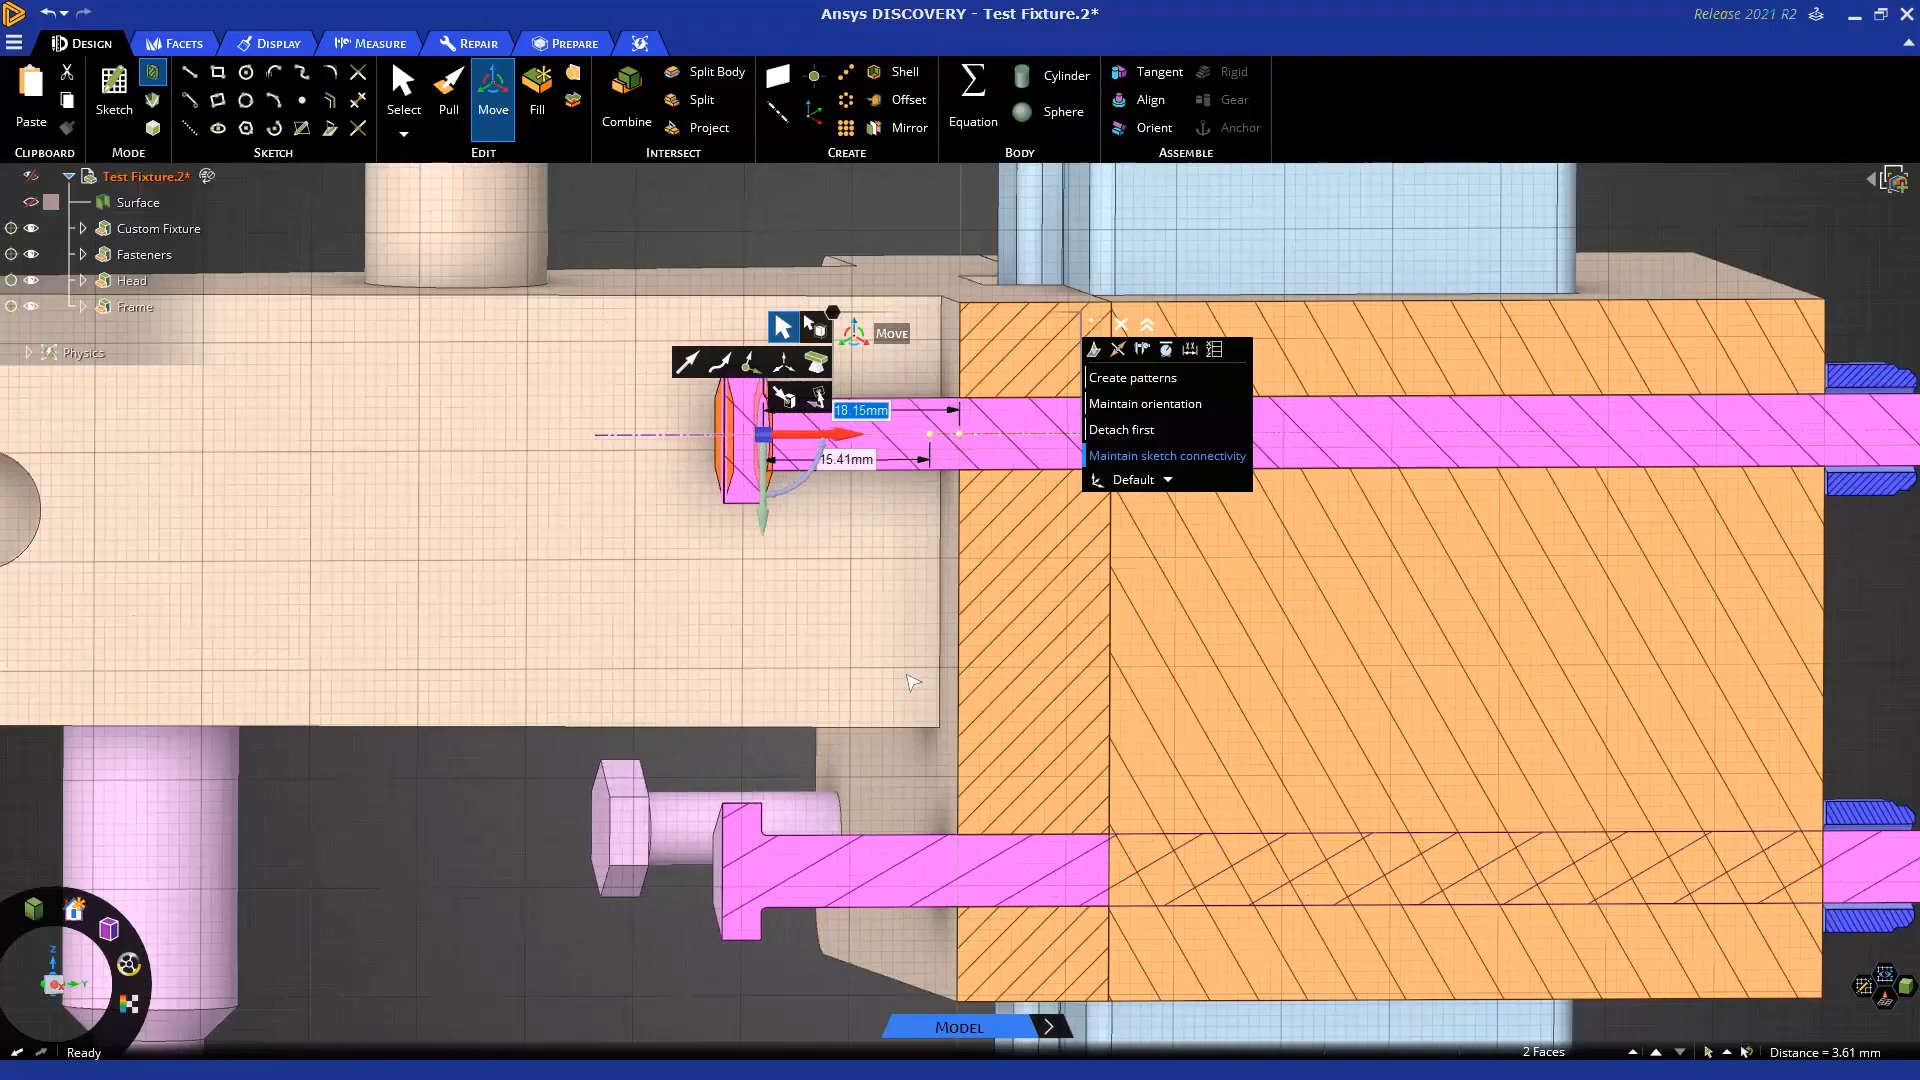 Ansys DISCOVERY - Test Fixture.2*
Release 2021 R2
DESIGN
FACETS
DISPLAY
MEASURE
REPAIR
PREPARE
Paste
CLIPBOARD
Sketch
MODE
SKETCH
Select
Pull
Move
Fill
EDIT
Combine
Split Body
Split
Project
INTERSECT
Shell
Offset
Mirror
CREATE
Equation
Cylinder
Sphere
BODY
Tangent
Align
Orient
Rigid
Gear
Anchor
ASSEMBLE
Test Fixture.2*
Surface
Custom Fixture
Fasteners
Head
Frame
Physics
MOVE
18.15mm
15.41mm
Create patterns
Maintain orientation
Detach first
Maintain sketch connectivity
Default
Z
Y
X
MODEL
Ready
2 Faces
Distance = 3.61 mm